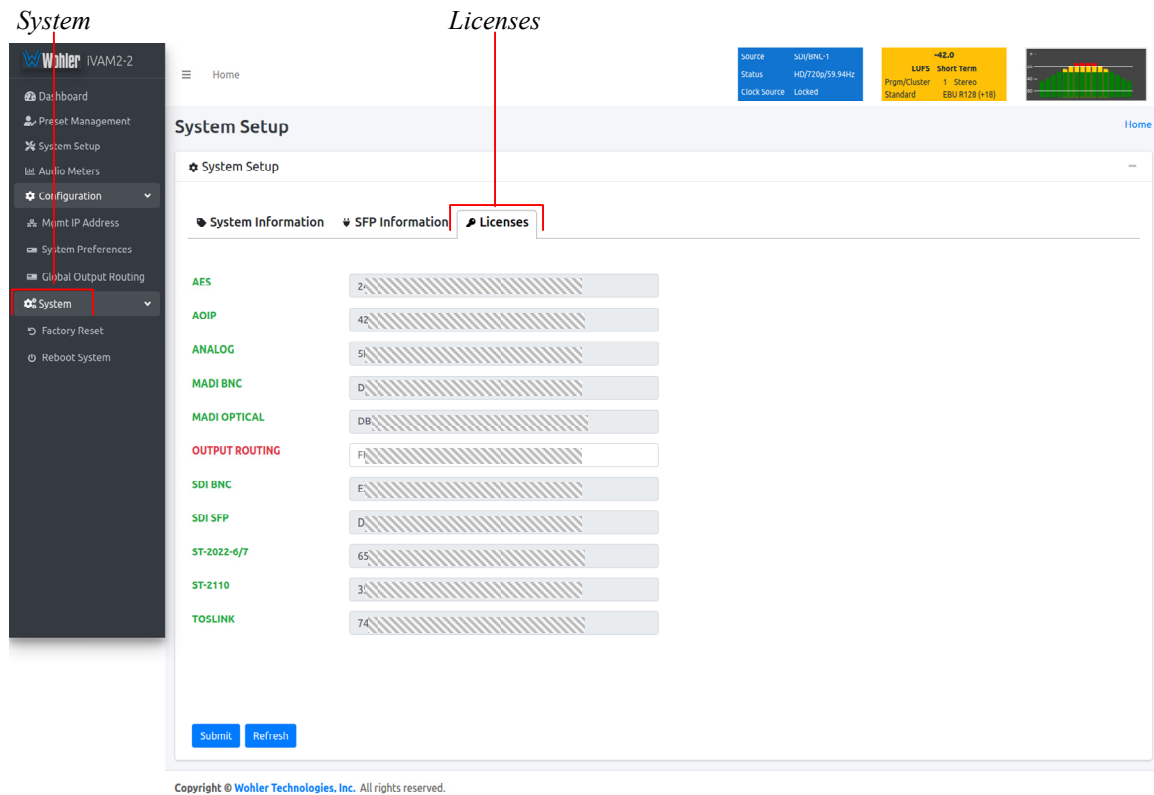 System
Licenses
Wohler iVAM2-2
Dashboard
Preset Management
System Setup
Audio Meters
Configuration
Mgmt IP Address
System Preferences
Global Output Routing
System
Factory Reset
Reboot System
Home
Source SDI/BNC-1
Status HD/720p/59.94Hz
Clock Source Locked
-42.0
LUFS Short Term
Prgm/Cluster 1 Stereo
Standard EBU R128 (+18)
System Setup
Home
System Setup
System Information
SFP Information
Licenses
AES
AOIP 42
ANALOG
MADI BNC D
MADI OPTICAL DB
OUTPUT ROUTING
SDI BNC
SDI SFP D
ST-2022-6/7 65
ST-2110
TOSLINK 74
Submit Refresh
Copyright © Wohler Technologies, Inc. All rights reserved.